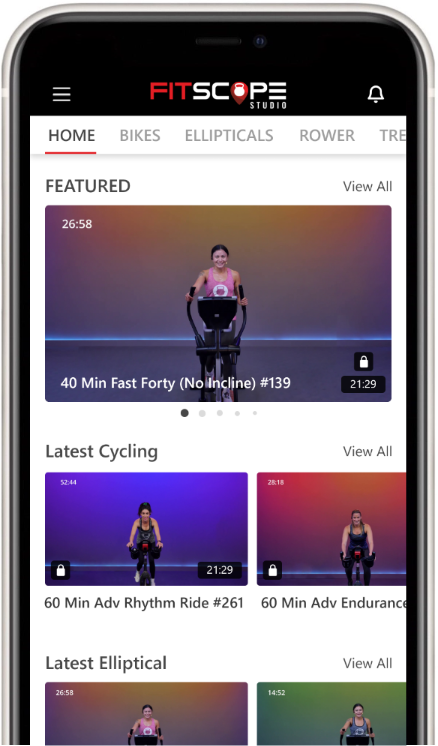 FITSCOPE
STUDIO
HOME BIKES ELLIPTICALS ROWER TRE
FEATURED View All
26:58
40 Min Fast Forty (No Incline) #139 21:29
Latest Cycling View All
52:44 28:18
21:29
60 Min Adv Rhythm Ride #261 60 Min Adv Endurance
Latest Elliptical View All
26:58 14:52